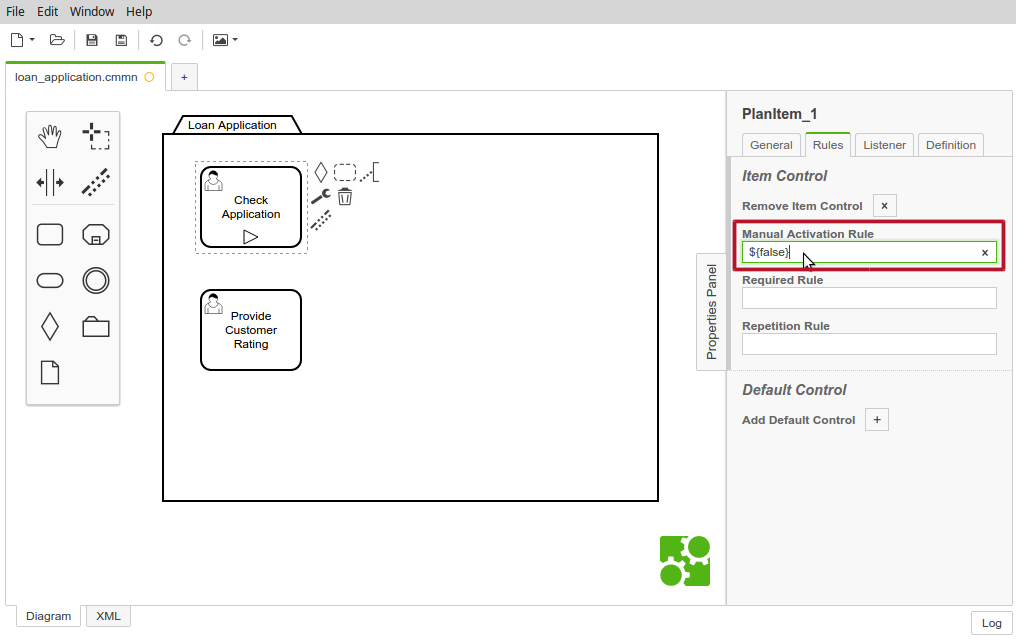 File Edit Window Help
loan_application.cmmn
+
Loan Application
Check
Application
Provide
Customer
Rating
Properties Panel
PlanItem_1
General Rules Listener Definition
Item Control
Remove Item Control ×
Manual Activation Rule
${false} ×
Required Rule
Repetition Rule
Default Control
Add Default Control +
Diagram XML
Log